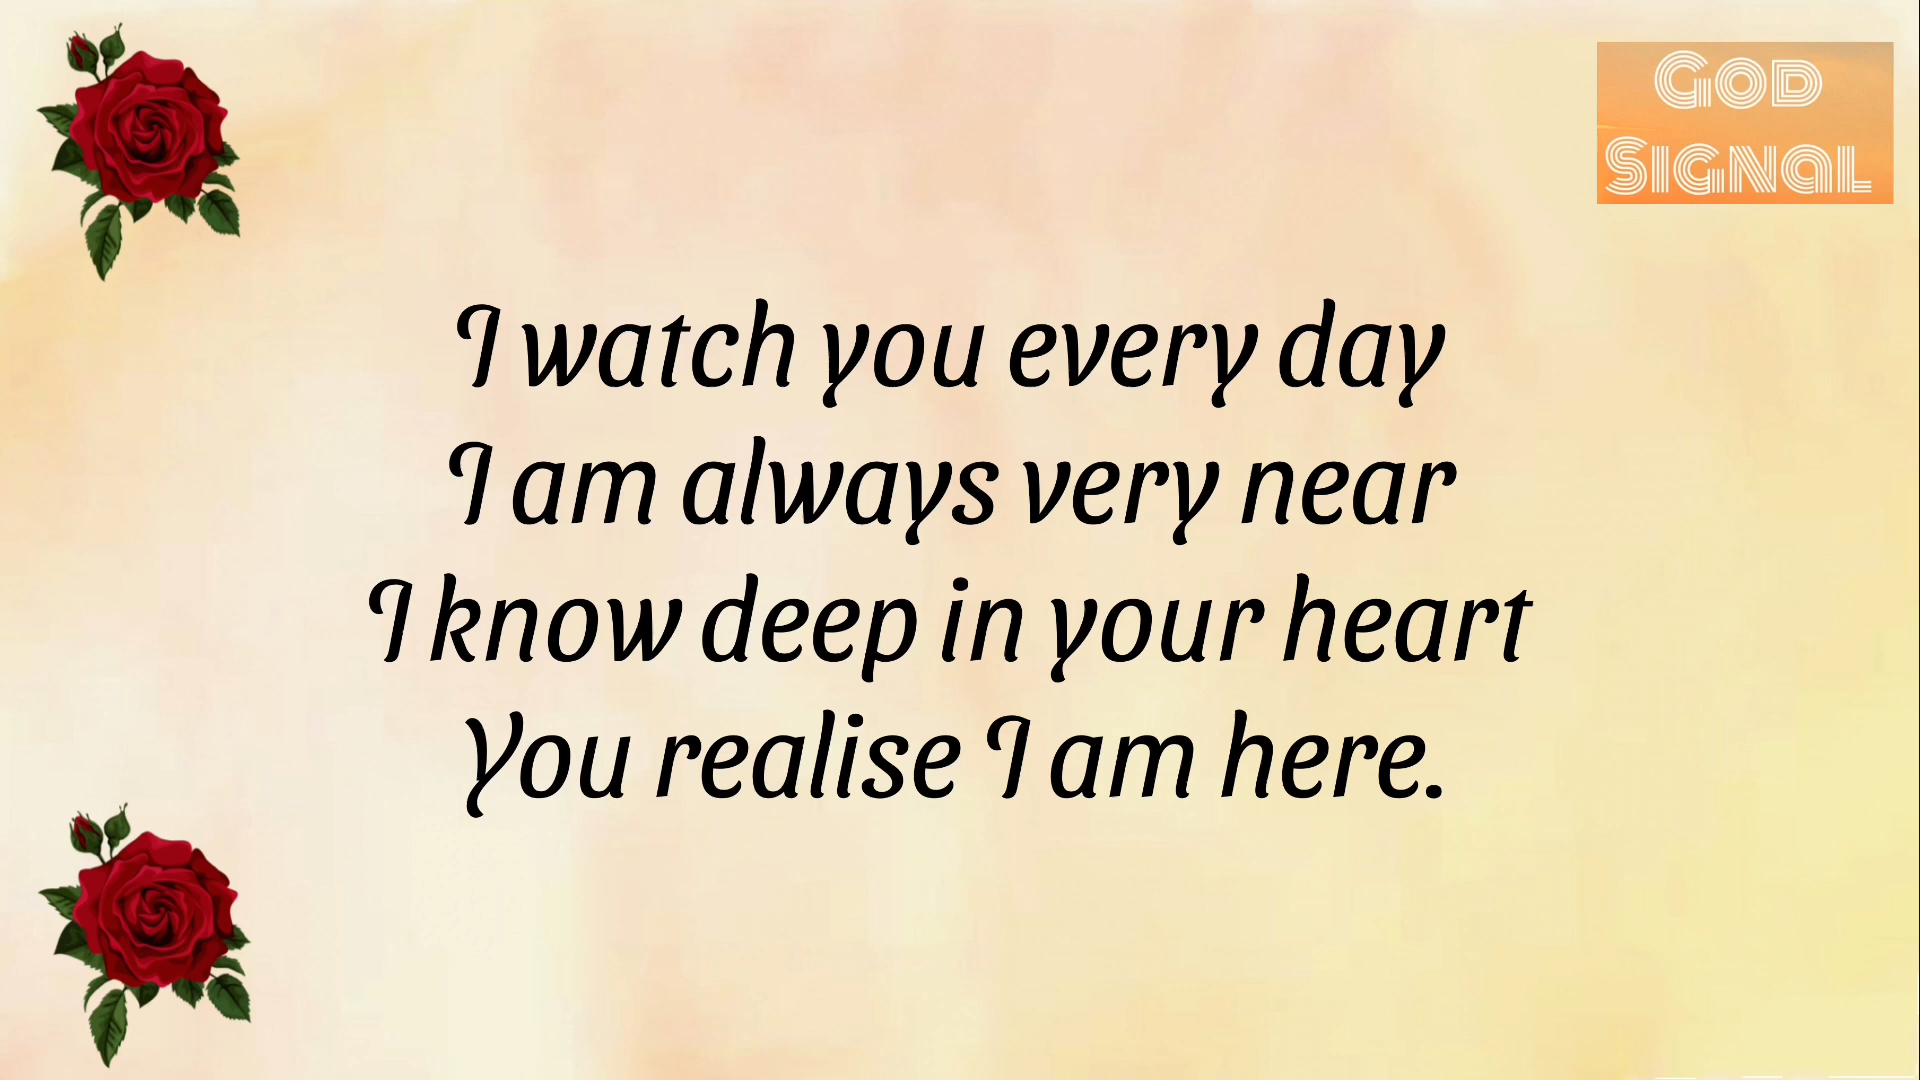 God
Signal
I watch you every day
I am always very near
I know deep in your heart
You realise I am here.